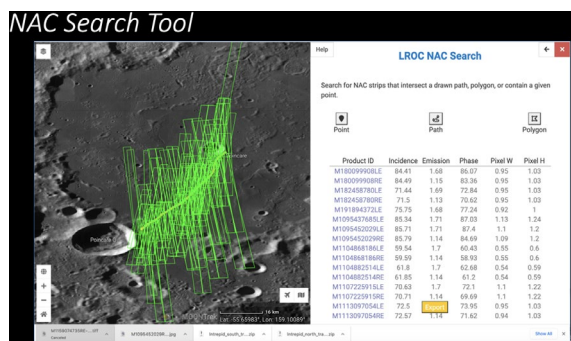 NAC Search Tool
Help
LROC NAC Search
Search for NAC strips that intersect a drawn path, polygon, or contain a given
point.
Point Path Polygon
Product ID Incidence Emission Phase Pixel W Pixel H
M180099908LE 84.41 1.68 86.07 0.95 1.03
M180099908RE 84.49 1.15 83.36 0.95 1.03
M182458780LE 71.44 1.69 72.84 0.95 1.03
M182458780RE 71.5 1.13 70.62 0.95 1.03
M191894372LE 75.75 1.68 77.24 0.92 1
M1095437685LE 85.34 1.71 87.03 1.13 1.24
M1095452029LE 85.71 1.71 87.4 1.1 1.2
M1095452029RE 85.79 1.14 84.69 1.09 1.2
M1104868186LE 59.54 1.7 60.43 0.55 0.6
M1104868186RE 59.59 1.14 58.93 0.55 0.6
M1104882514LE 61.8 1.7 62.68 0.54 0.59
M1104882514RE 61.85 1.14 61.2 0.54 0.59
M1107225915LE 70.63 1.7 72.1 1.1 1.22
M1107225915RE 70.71 1.14 69.69 1.1 1.22
M1113097054LE 72.5 73.95 0.95 1.03
M1113097054RE 72.57 1.14 71.62 0.94 1.03
Export
16 km
Lat: -55.65983°, Lon: 159.10089°
Show All